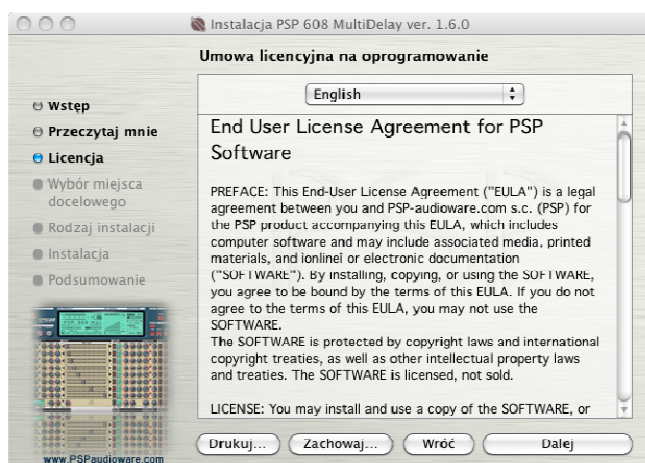 Instalacja PSP 608 MultiDelay ver. 1.6.0
Umowa licencyjna na oprogramowanie
Wstęp
Przeczytaj mnie
Licencja
Wybór miejsca
docelowego
Rodzaj instalacji
Instalacja
Podsumowanie
www.PSPaudioware.com
English
End User License Agreement for PSP
Software
PREFACE: This End-User License Agreement ("EULA") is a legal
agreement between you and PSP-audioware.com s.c. (PSP) for
the PSP product accompanying this EULA, which includes
computer software and may include associated media, printed
materials, and ionlineî or electronic documentation
("SOFTWARE"). By installing, copying, or using the SOFTWARE,
you agree to be bound by the terms of this EULA. If you do not
agree to the terms of this EULA, you may not use the
SOFTWARE.
The SOFTWARE is protected by copyright laws and international
copyright treaties, as well as other intellectual property laws
and treaties. The SOFTWARE is licensed, not sold.
LICENSE: You may install and use a copy of the SOFTWARE, or
Drukuj... Zachowaj... Wróć Dalej